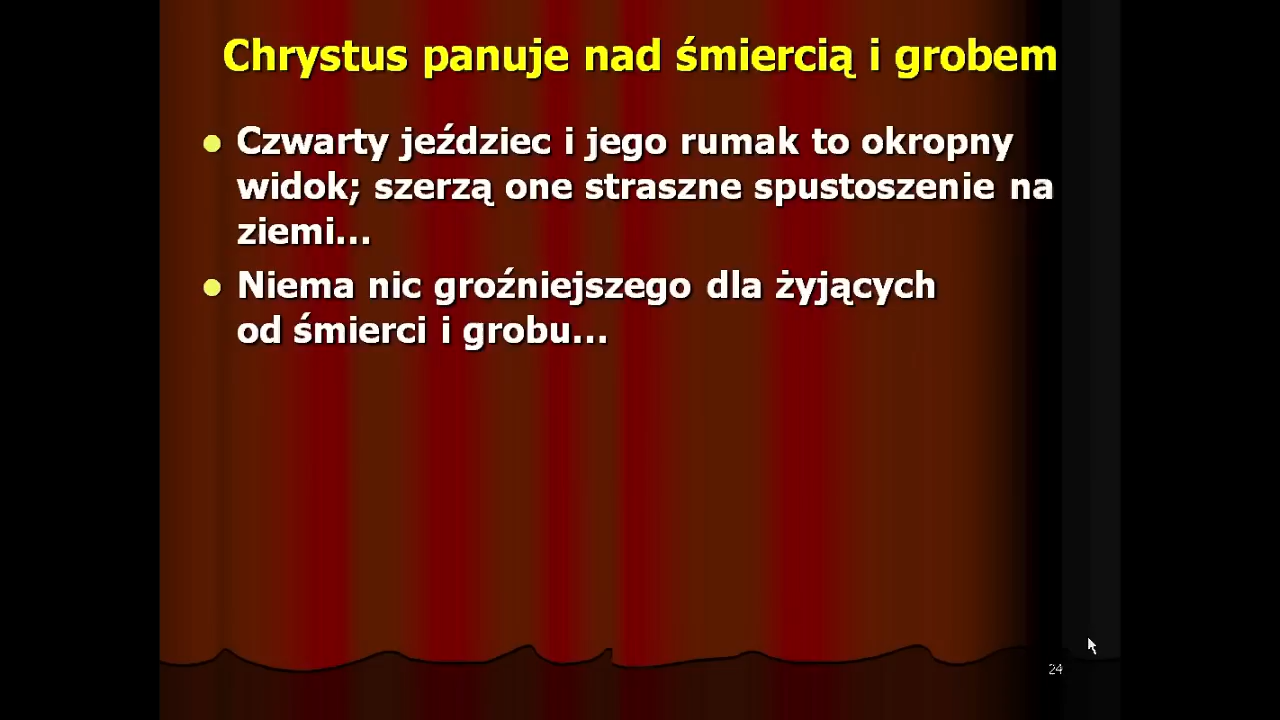 Chrystus panuje nad śmiercią i grobem
Czwarty jeździec i jego rumak to okropny
widok; szerzą one straszne spustoszenie na
ziemi...
Niema nic groźniejszego dla żyjących
od śmierci i grobu...
24